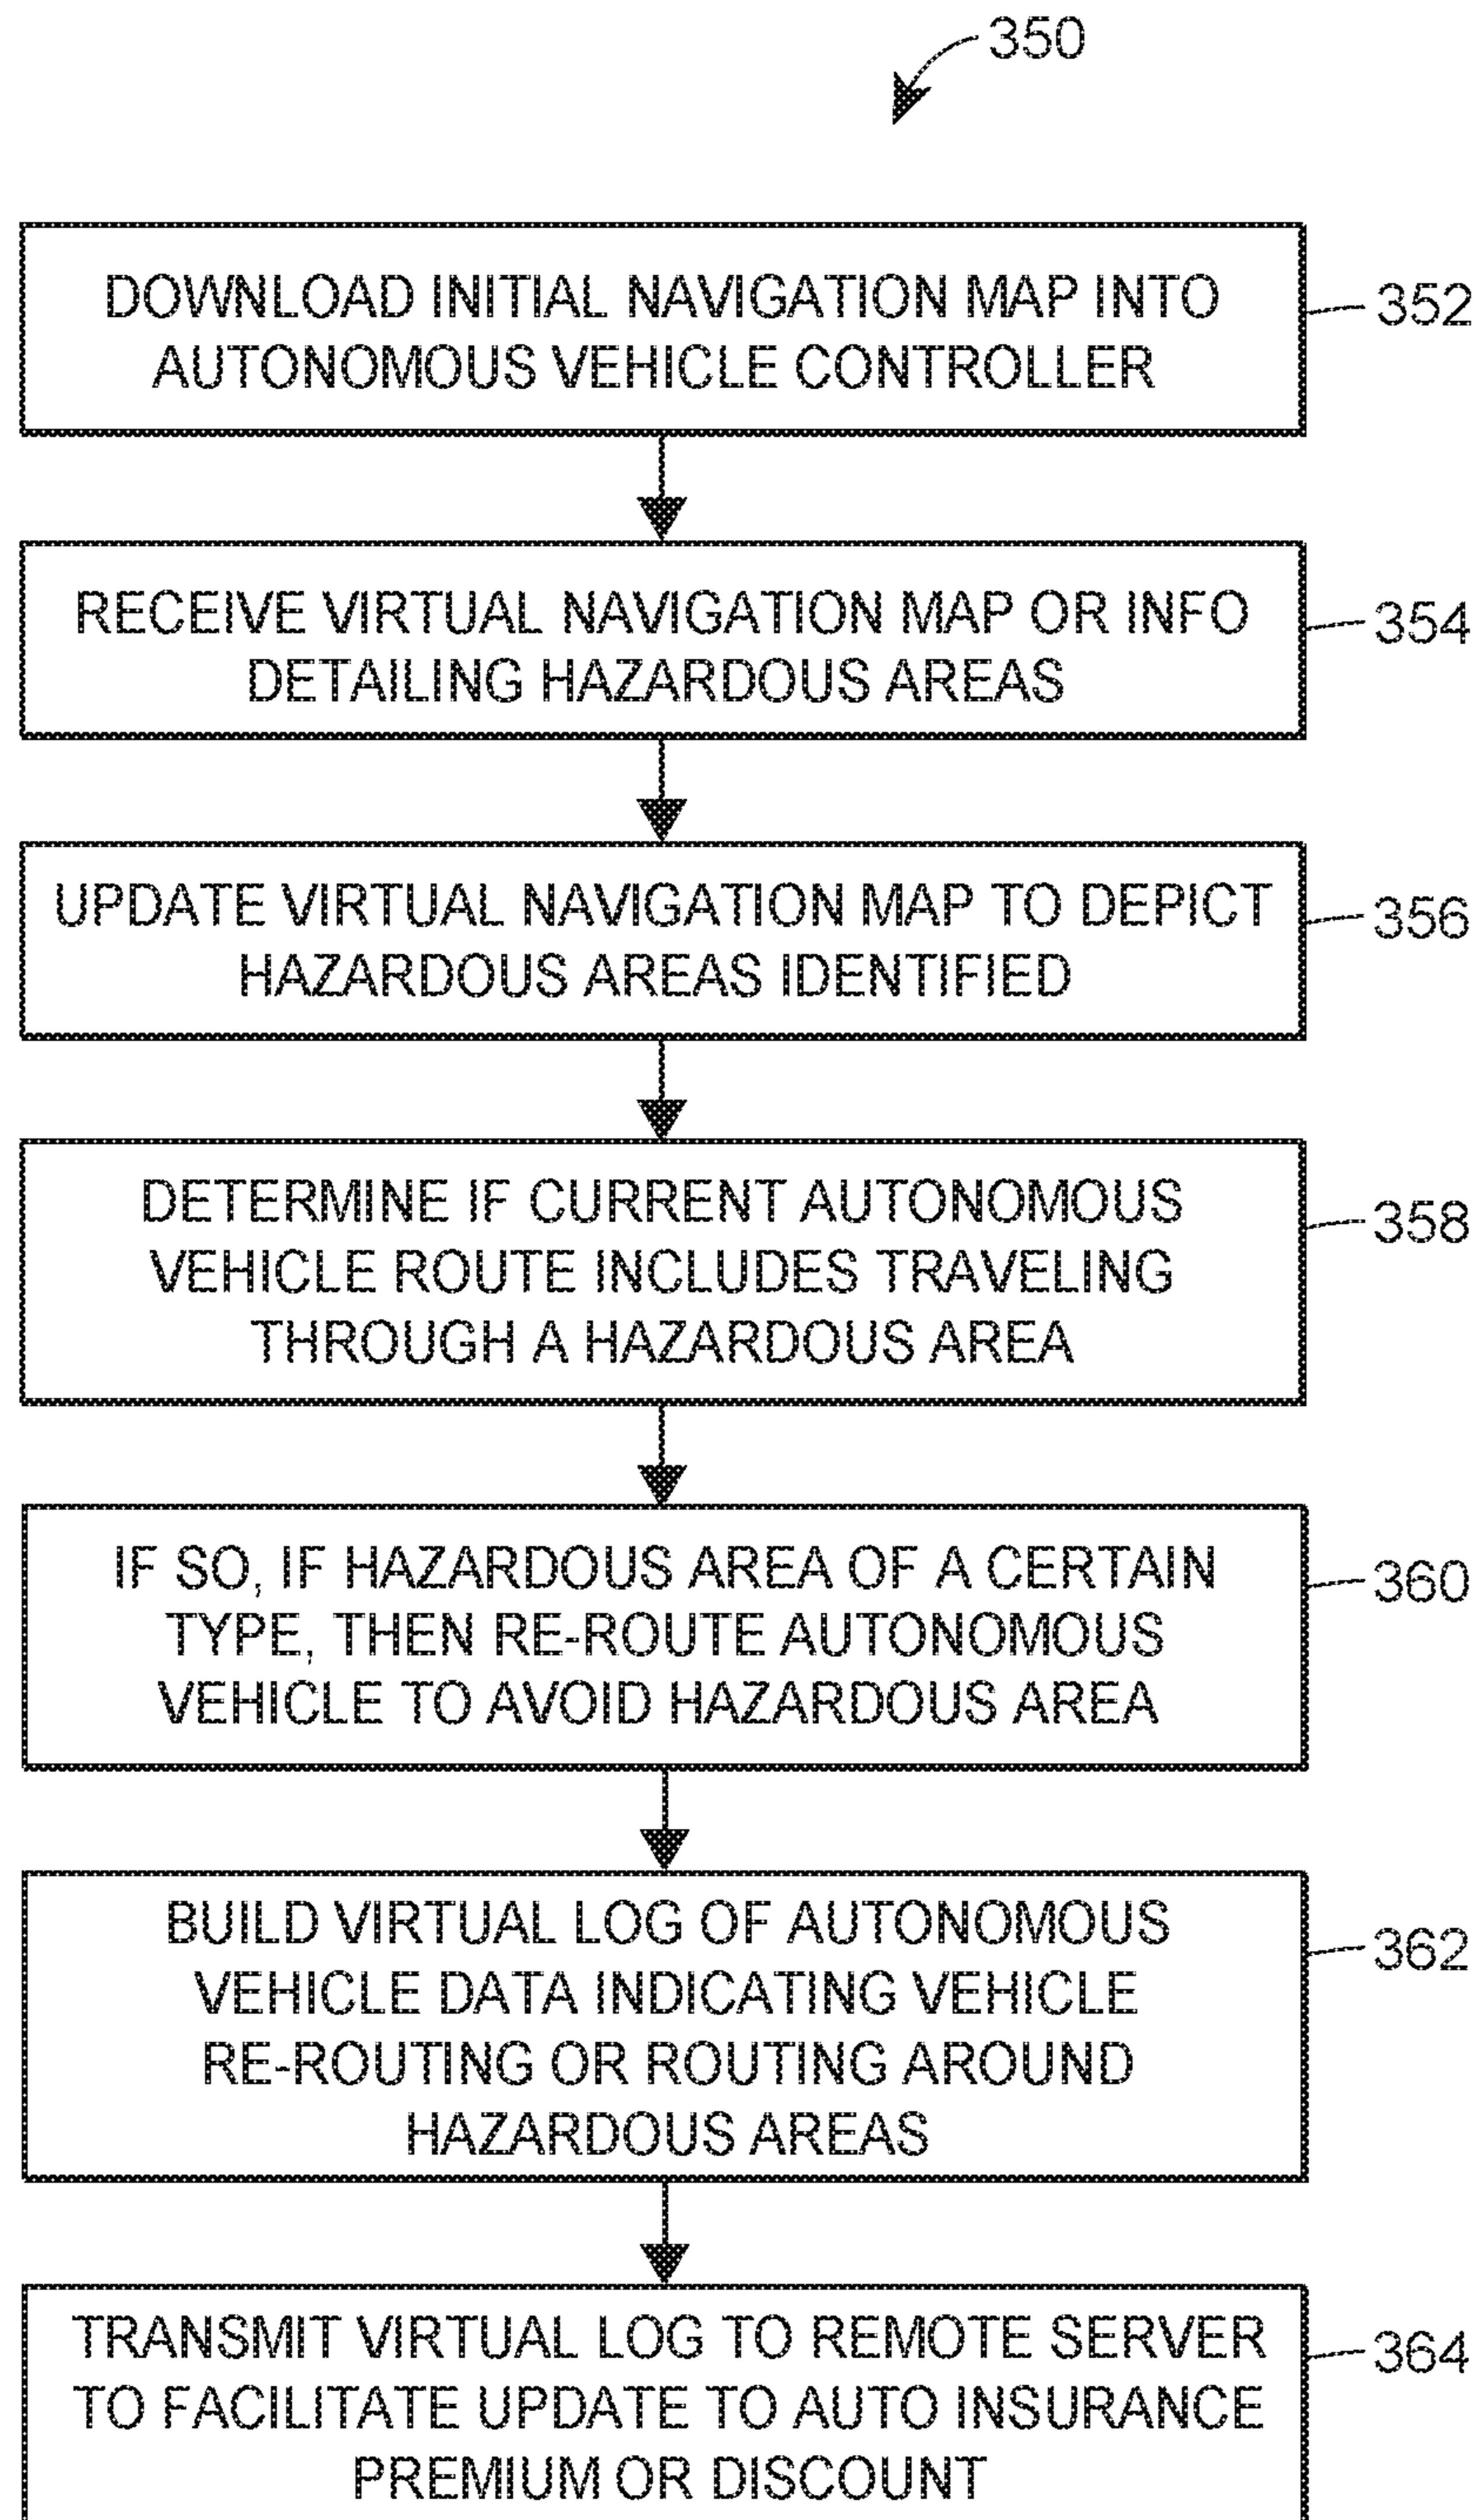 350
DOWNLOAD INITIAL NAVIGATION MAP INTO
AUTONOMOUS VEHICLE CONTROLLER
352
RECEIVE VIRTUAL NAVIGATION MAP OR INFO
DETAILING HAZARDOUS AREAS
354
UPDATE VIRTUAL NAVIGATION MAP TO DEPICT
HAZARDOUS AREAS IDENTIFIED
356
DETERMINE IF CURRENT AUTONOMOUS
VEHICLE ROUTE INCLUDES TRAVELING
THROUGH A HAZARDOUS AREA
358
IF SO, IF HAZARDOUS AREA OF A CERTAIN
TYPE, THEN RE-ROUTE AUTONOMOUS
VEHICLE TO AVOID HAZARDOUS AREA
360
BUILD VIRTUAL LOG OF AUTONOMOUS
VEHICLE DATA INDICATING VEHICLE
RE-ROUTING OR ROUTING AROUND
HAZARDOUS AREAS
362
TRANSMIT VIRTUAL LOG TO REMOTE SERVER
TO FACILITATE UPDATE TO AUTO INSURANCE
PREMIUM OR DISCOUNT
364